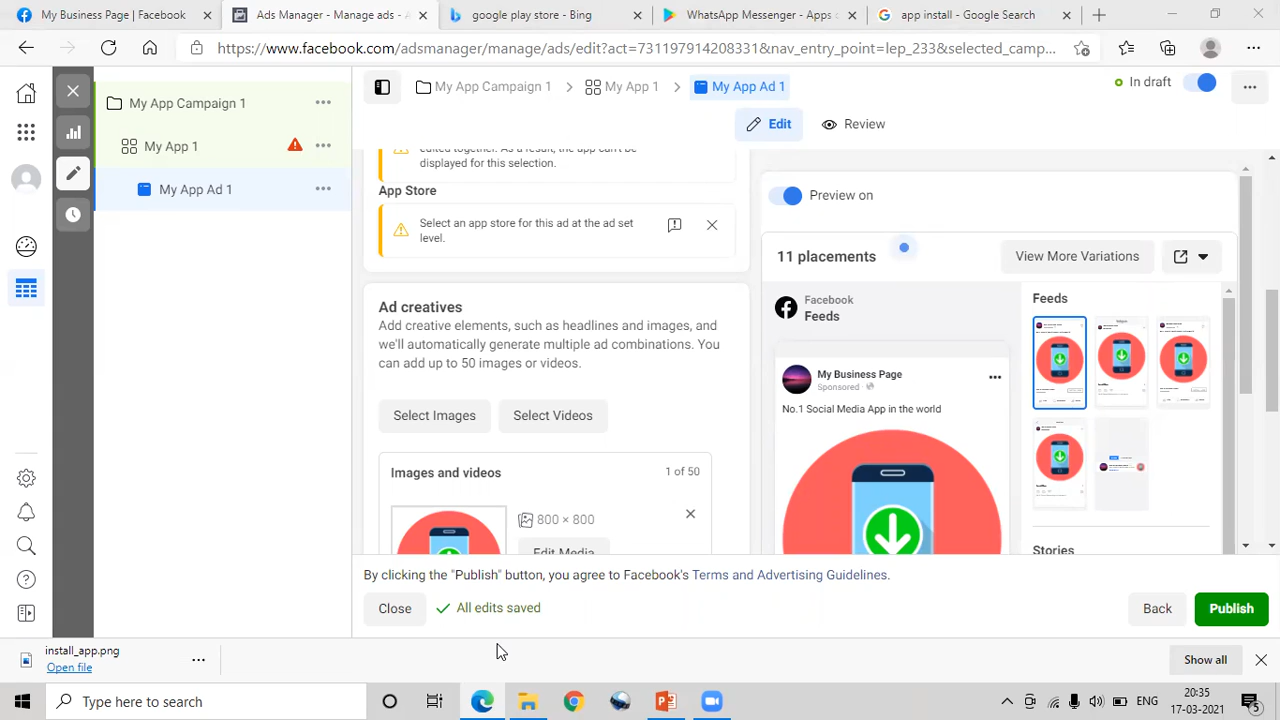 My Business Page | Facebook
Ads Manager - Manage ads -
google play store - Bing
WhatsApp Messenger - Apps
app install - Google Search
https://www.facebook.com/adsmanager/manage/ads/edit?act=731197914208331&nav_entry_point=lep_233&selected_camp...
My App Campaign 1
My App 1
My App Ad 1
My App Campaign 1
My App 1
My App Ad 1
In draft
Edit
Review
edited together. As a result, the app can't be
displayed for this selection.
App Store
Select an app store for this ad at the ad set
level.
Ad creatives
Add creative elements, such as headlines and images, and
we'll automatically generate multiple ad combinations. You
can add up to 50 images or videos.
Select Images
Select Videos
Images and videos
1 of 50
800 × 800
Edit Media
Preview on
11 placements
View More Variations
Facebook
Feeds
My Business Page
Sponsored
No.1 Social Media App in the world
Feeds
Stories
By clicking the "Publish" button, you agree to Facebook's Terms and Advertising Guidelines.
Close
All edits saved
Back
Publish
install_app.png
Open file
Show all
Type here to search
ENG
20:35
17-03-2021
5